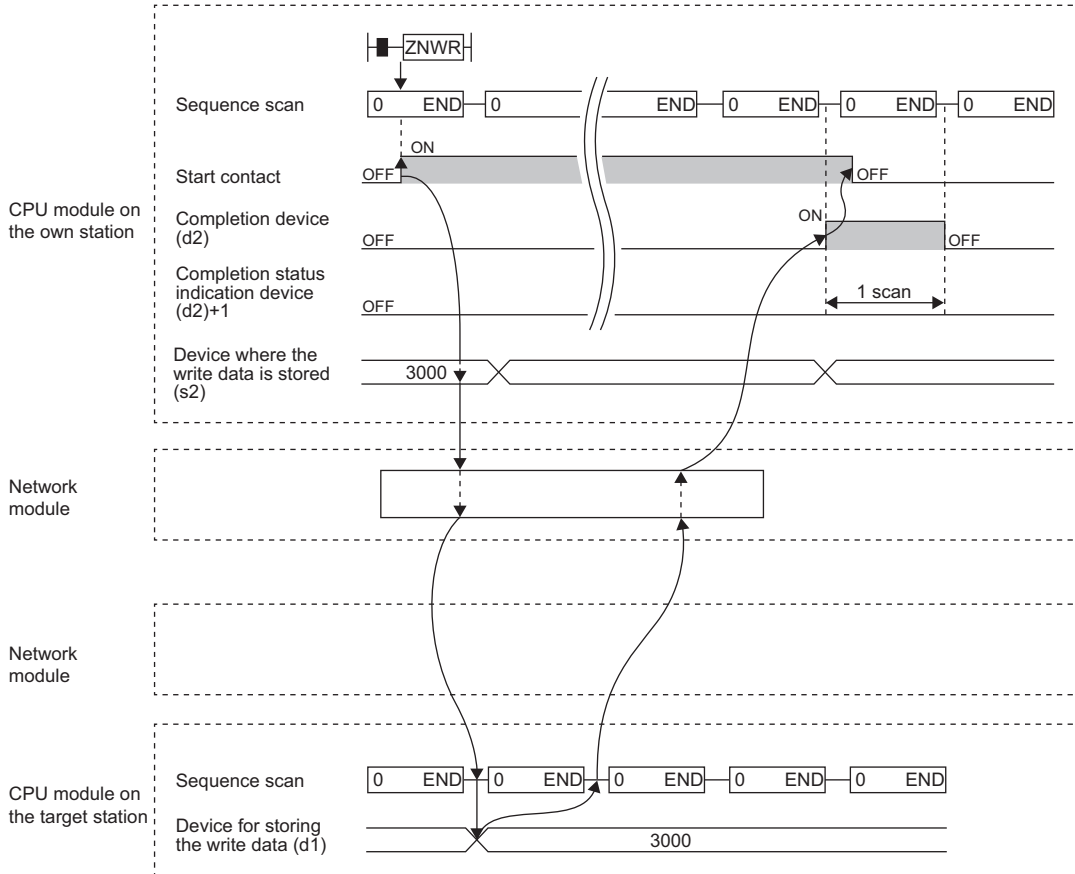 ZNWR
Sequence scan
0 END 0 END 0 END 0 END 0 END
ON
Start contact
OFF
OFF
CPU module on
the own station
Completion device
(d2)
ON
OFF
OFF
Completion status
indication device
(d2)+1
OFF
1 scan
Device where the
write data is stored
(s2)
3000
Network
module
Network
module
CPU module on
the target station
Sequence scan
0 END 0 END 0 END 0 END 0 END
Device for storing
the write data (d1)
3000